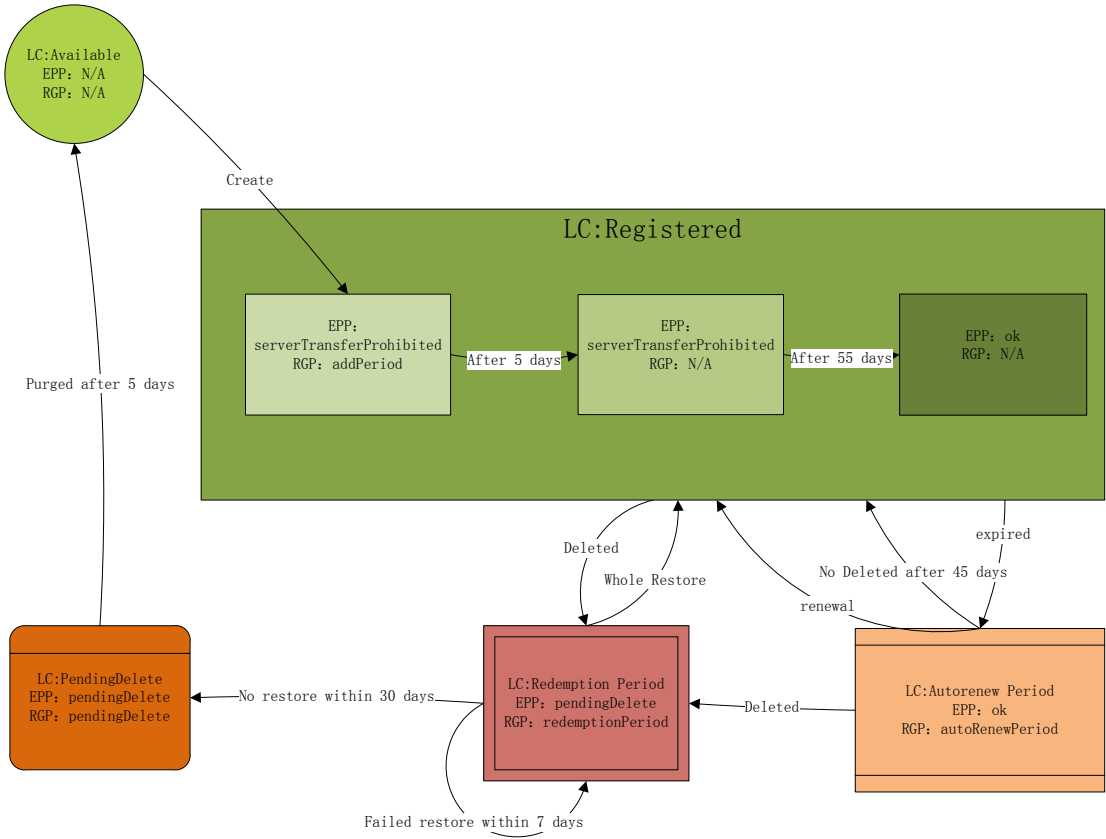 LC:Available
EPP: N/A
RGP: N/A
Create
LC:Registered
EPP:
serverTransferProhibited
RGP: addPeriod
After 5 days
EPP:
serverTransferProhibited
RGP: N/A
After 55 days
EPP: ok
RGP: N/A
Purged after 5 days
Deleted
Whole Restore
renewal
No Deleted after 45 days
expired
LC:PendingDelete
EPP: pendingDelete
RGP: pendingDelete
No restore within 30 days
LC:Redemption Period
EPP: pendingDelete
RGP: redemptionPeriod
Deleted
LC:Autorenew Period
EPP: ok
RGP: autoRenewPeriod
Failed restore within 7 days